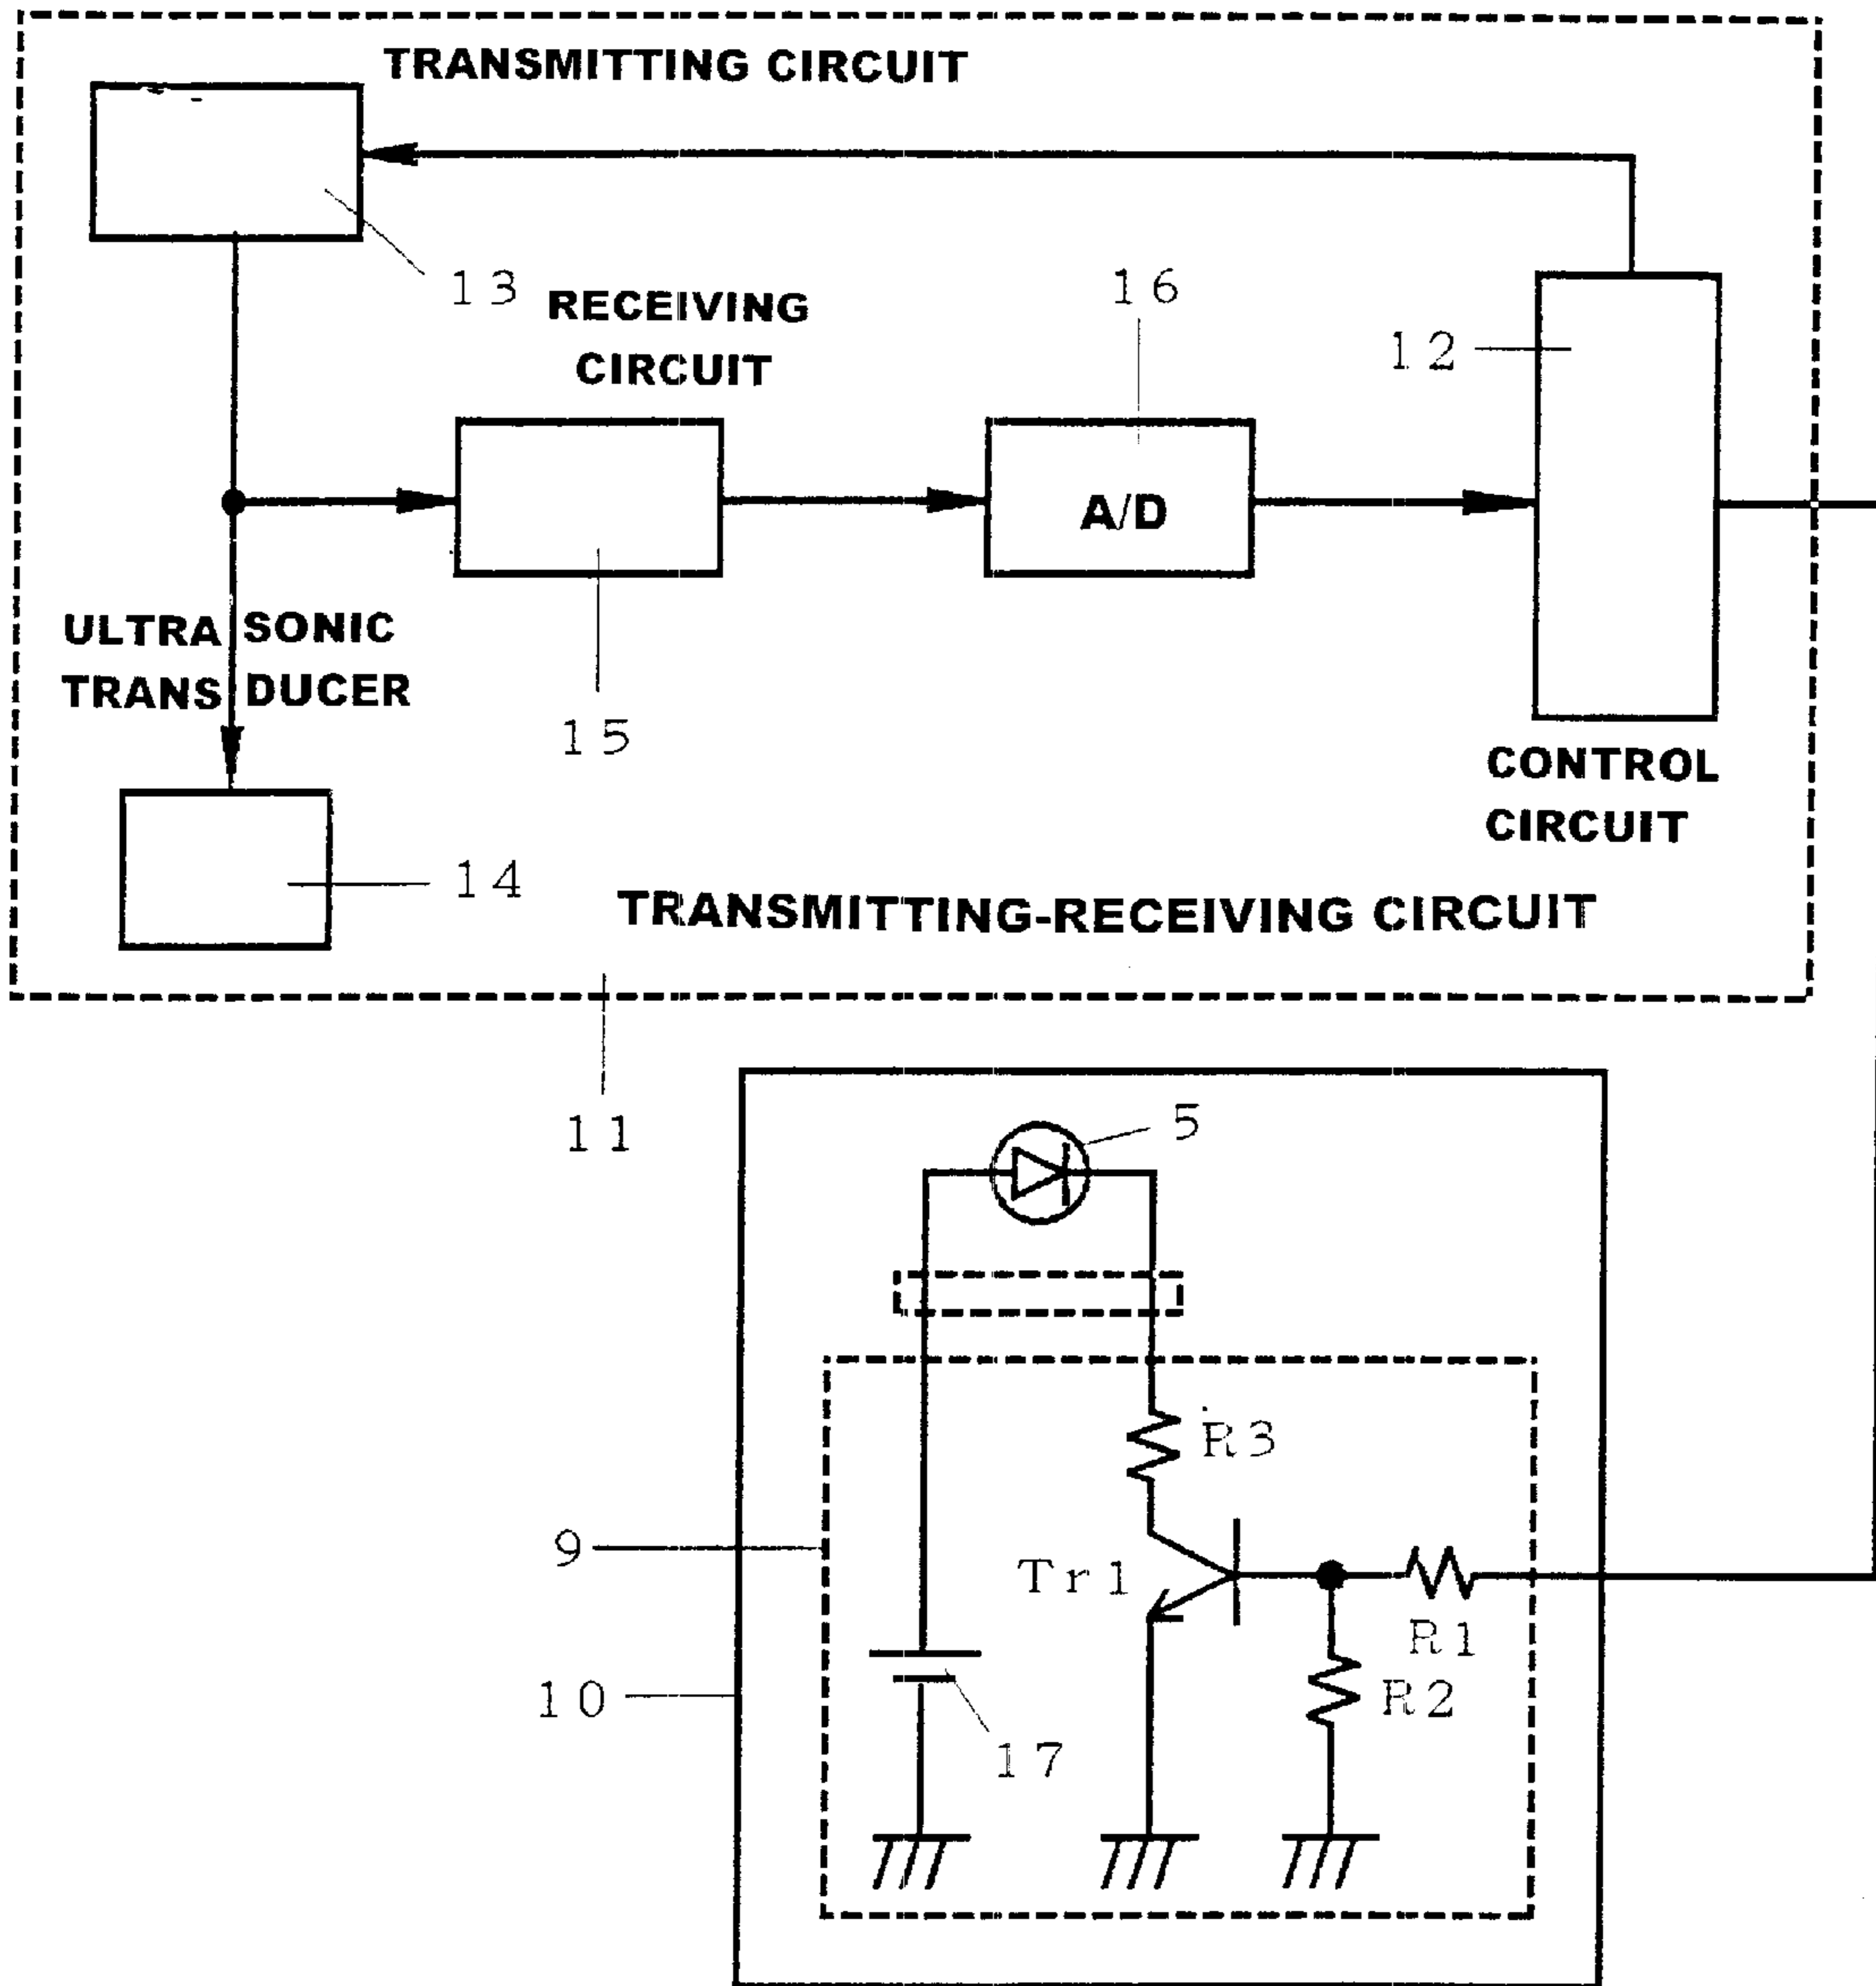 TRANSMITTING CIRCUIT
13
RECEIVING
CIRCUIT
16
12
A/D
ULTRA SONIC
TRANS DUCER
15
CONTROL
CIRCUIT
14
TRANSMITTING-RECEIVING CIRCUIT
11
5
R3
9
Tr1
R1
10
R2
17